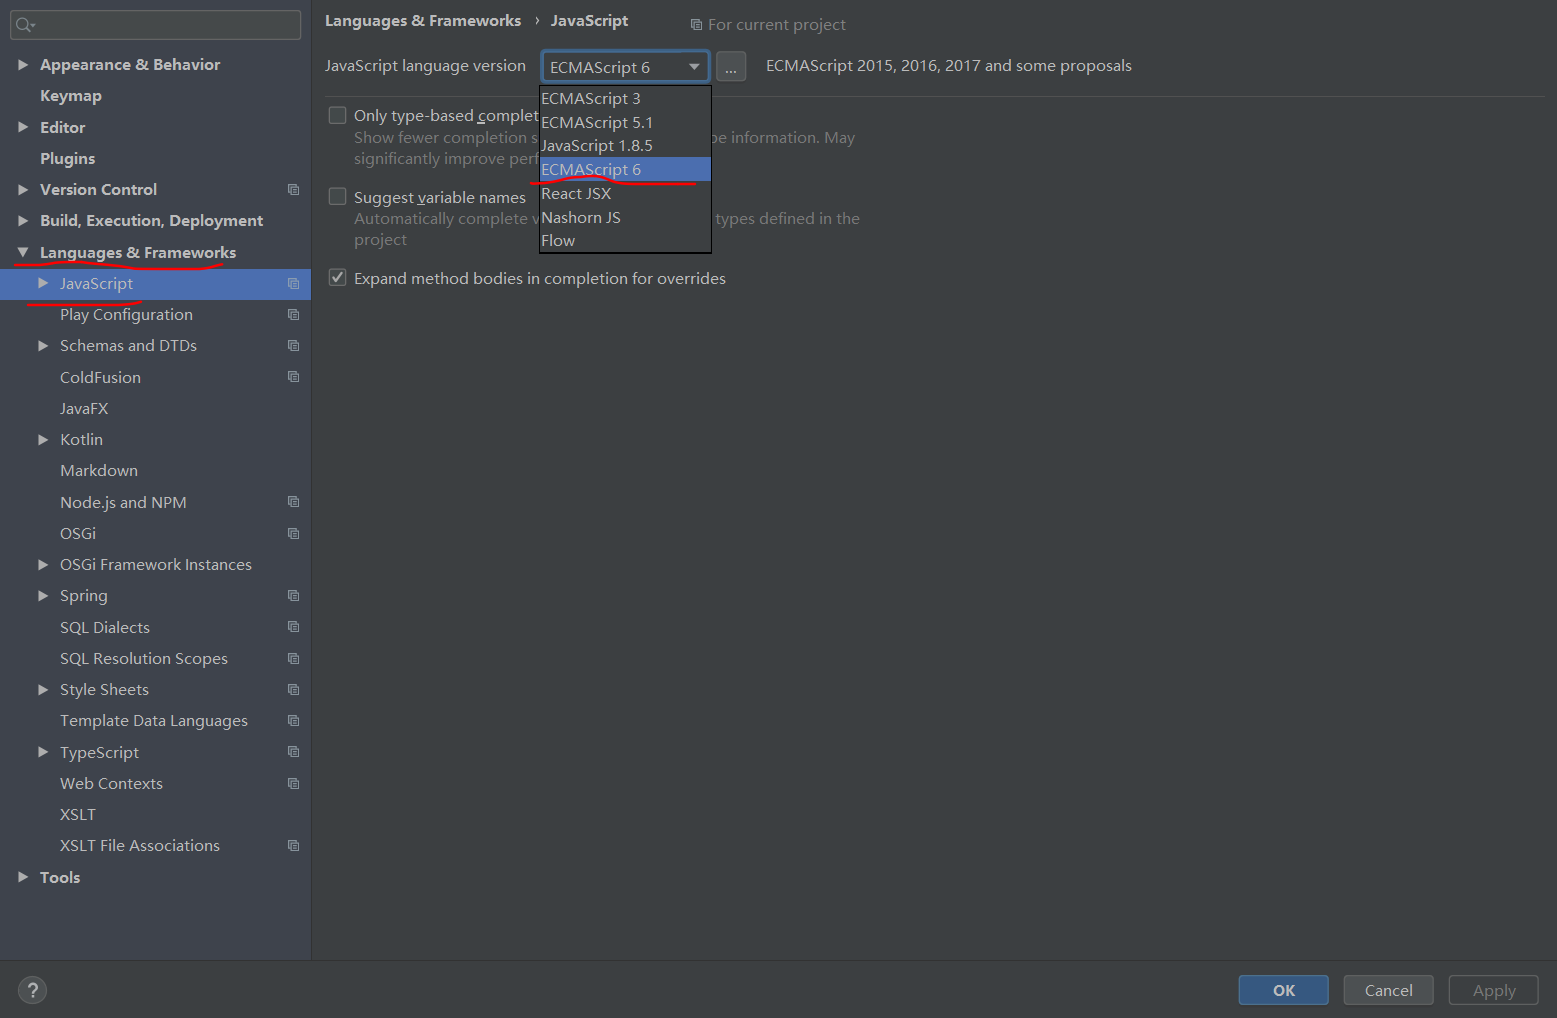 Appearance & Behavior
Keymap
Editor
Plugins
Version Control
Build, Execution, Deployment
Languages & Frameworks
JavaScript
Play Configuration
Schemas and DTDs
ColdFusion
JavaFX
Kotlin
Markdown
Node.js and NPM
OSGi
OSGi Framework Instances
Spring
SQL Dialects
SQL Resolution Scopes
Style Sheets
Template Data Languages
TypeScript
Web Contexts
XSLT
XSLT File Associations
Tools
Languages & Frameworks › JavaScript
For current project
JavaScript language version
ECMAScript 6
...
ECMAScript 2015, 2016, 2017 and some proposals
ECMAScript 3
ECMAScript 5.1
JavaScript 1.8.5
ECMAScript 6
React JSX
Nashorn JS
Flow
Only type-based complet
Show fewer completion s
information. May
significantly improve per
Suggest variable names
Automatically complete v
types defined in the
project
Expand method bodies in completion for overrides
?
OK
Cancel
Apply